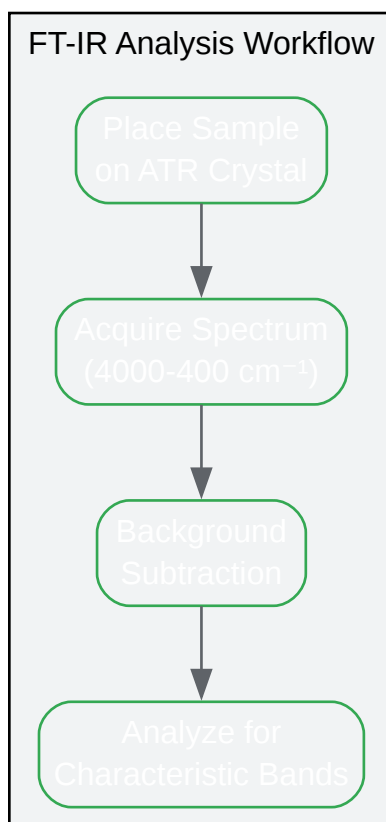 FT-IR Analysis Workflow
Place Sample
on ATR Crystal
Acquire Spectrum
(4000-400 cm⁻¹)
Background
Subtraction
Analyze for
Characteristic Bands